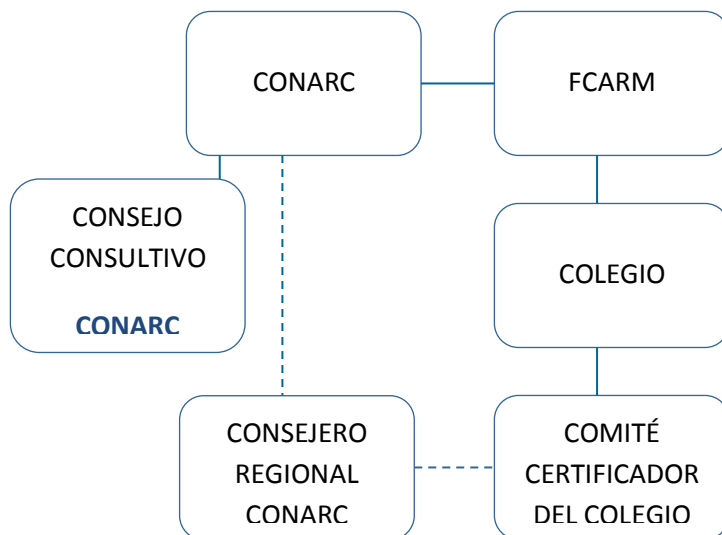 CONARC
FCARM
CONSEJO
CONSULTIVO
CONARC
COLEGIO
CONSEJERO
REGIONAL
CONARC
COMITÉ
CERTIFICADOR
DEL COLEGIO